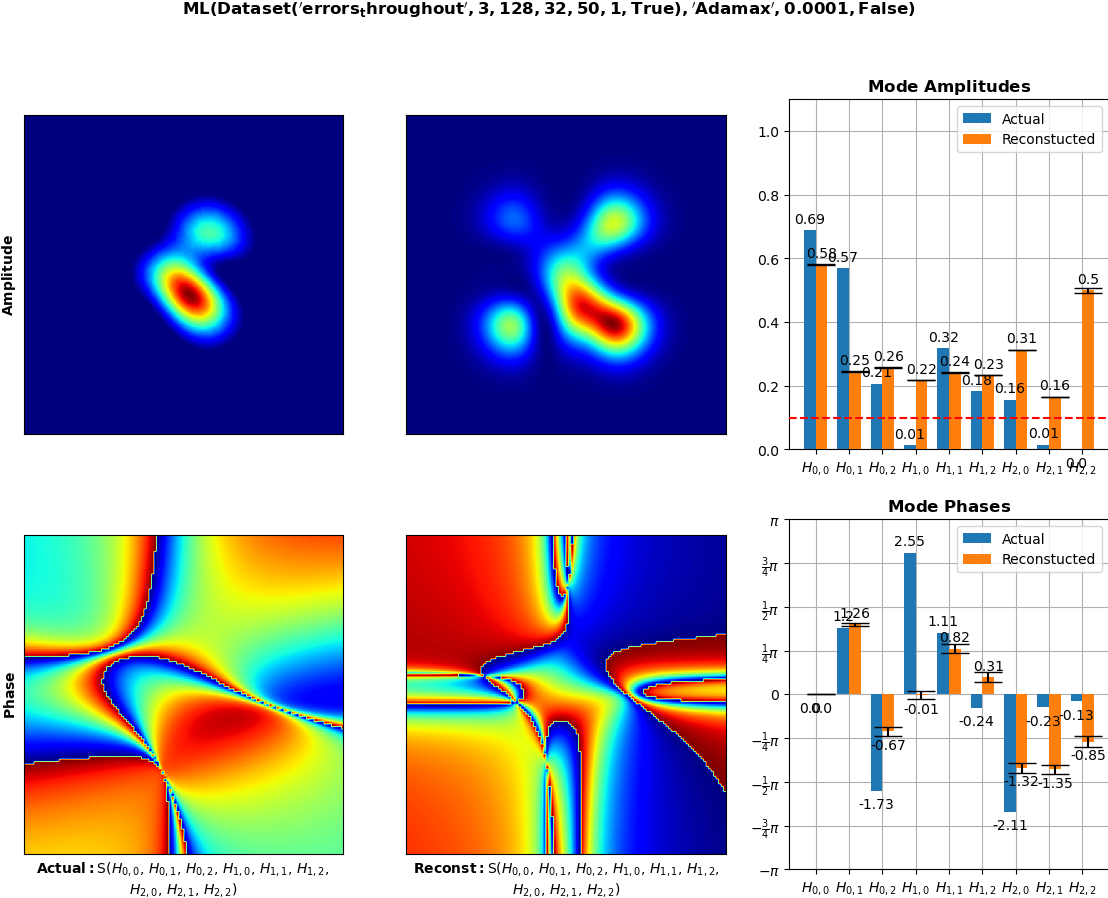 ML(Dataset('errors_throughout', 3, 128, 32, 50, 1, True), 'Adamax', 0.0001, False)
Amplitude
Mode Amplitudes
Actual
Reconstucted
1.0
0.8
0.6
0.4
0.2
0.0
0.69
0.58
0.57
0.25
0.21
0.26
0.01
0.22
0.32
0.24
0.18
0.23
0.16
0.31
0.01
0.16
0.0
0.5
H0,0 H0,1 H0,2 H1,0 H1,1 H1,2 H2,0 H2,1 H2,2
Phase
Actual: S(H0,0, H0,1, H0,2, H1,0, H1,1, H1,2,
H2,0, H2,1, H2,2)
Reconst: S(H0,0, H0,1, H0,2, H1,0, H1,1, H1,2,
H2,0, H2,1, H2,2)
Mode Phases
Actual
Reconstucted
π
3/4π
1/2π
1/4π
0
−1/4π
−1/2π
−3/4π
−π
0.0
0.0
1.2
1.26
-1.73
-0.67
2.55
-0.01
1.11
0.82
-0.24
0.31
-2.11
-1.32
-0.23
-1.35
-0.13
-0.85
H0,0 H0,1 H0,2 H1,0 H1,1 H1,2 H2,0 H2,1 H2,2